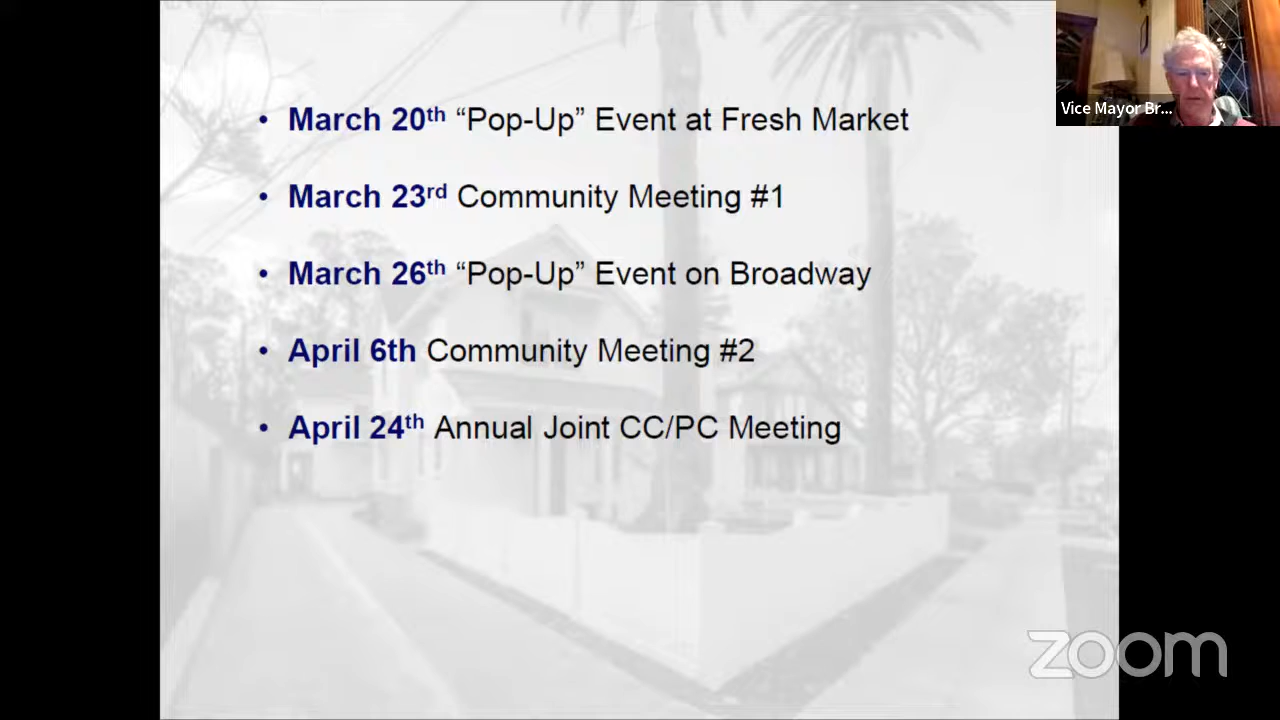 Vice Mayor Br...
• March 20th “Pop-Up” Event at Fresh Market
• March 23rd Community Meeting #1
• March 26th “Pop-Up” Event on Broadway
• April 6th Community Meeting #2
• April 24th Annual Joint CC/PC Meeting
zoom